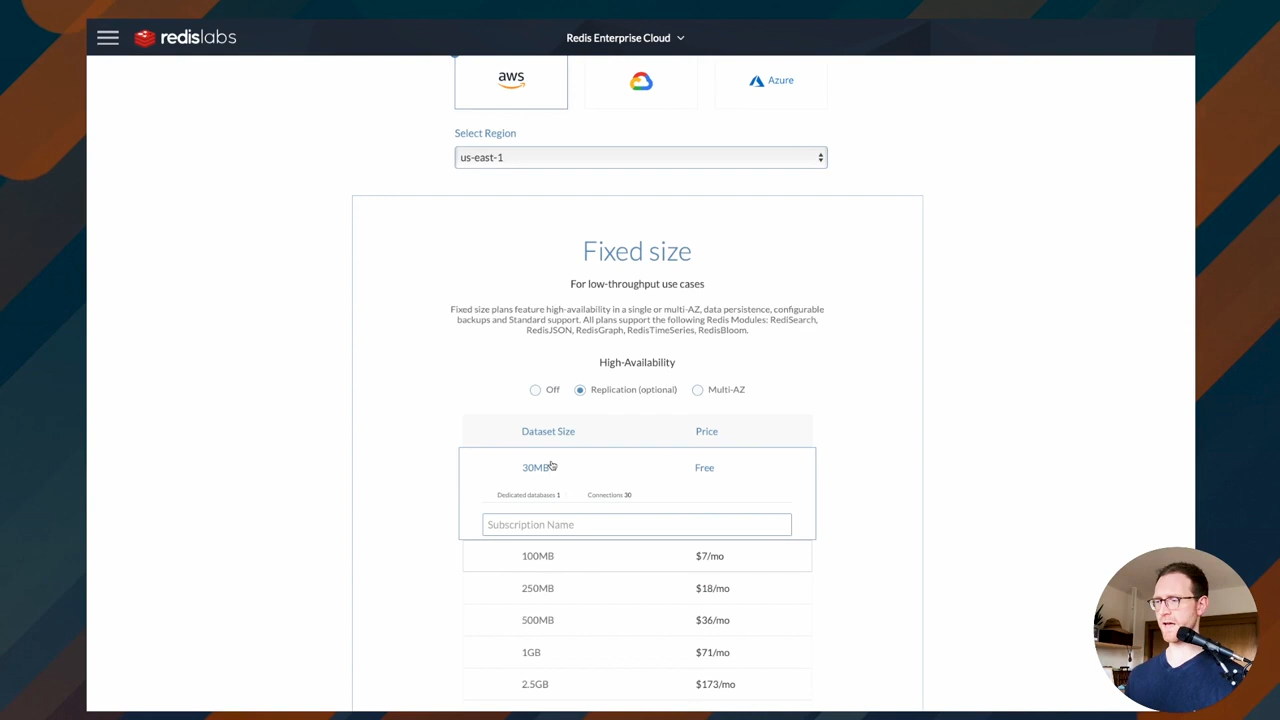 redislabs
Redis Enterprise Cloud
aws
Azure
Select Region
us-east-1
Fixed size
For low-throughput use cases
Fixed size plans feature high-availability in a single or multi-AZ, data persistence, configurable
backups and Standard support. All plans support the following Redis Modules: RediSearch,
RedisJSON, RedisGraph, RedisTimeSeries, RedisBloom.
High-Availability
Off Replication (optional) Multi-AZ
Dataset Size Price
30MB Free
Dedicated databases 1 Connections 30
Subscription Name
100MB $7/mo
250MB $18/mo
500MB $36/mo
1GB $71/mo
2.5GB $173/mo